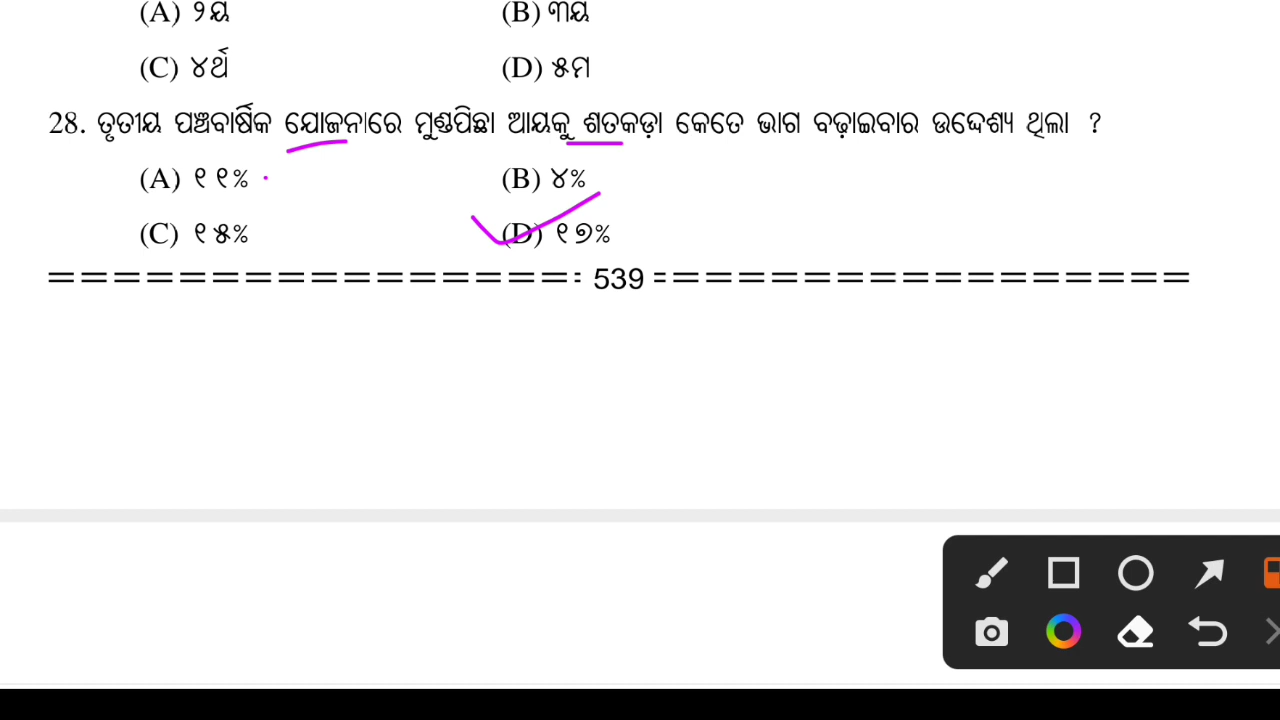 (A) ୨ୟ (B) ୩ୟ
(C) ୪ର୍ଥ (D) ୫ମ
28. ତୃତୀୟ ପଞ୍ଚବାର୍ଷିକ ଯୋଜନାରେ ମୁଣ୍ଡପିଛା ଆୟକୁ ଶତକଡ଼ା କେତେ ଭାଗ ବଢ଼ାଇବାର ଉଦ୍ଦେଶ୍ୟ ଥିଲା ?
(A) ୧୧% (B) ୪%
(C) ୧୫% (D) ୧୭%
================= 539 =================